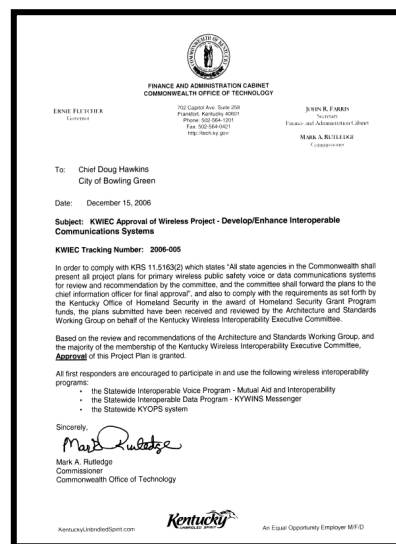 COMMONWEALTH OF KENTUCKY
FINANCE AND ADMINISTRATION CABINET
COMMONWEALTH OFFICE OF TECHNOLOGY
ERNIE FLETCHER
Governor
702 Capitol Ave. Suite 258
Frankfort, Kentucky 40601
Phone: 502-564-1201
Fax: 502-564-0421
http://tech.ky.gov/
JOHN R. FARRIS
Secretary
Finance and Administration Cabinet
MARK A. RUTLEDGE
Commissioner
To: Chief Doug Hawkins
City of Bowling Green
Date: December 15, 2006
Subject: KWIEC Approval of Wireless Project - Develop/Enhance Interoperable
Communications Systems
KWIEC Tracking Number: 2006-005
In order to comply with KRS 11.5163(2) which states "All state agencies in the Commonwealth shall
present all project plans for primary wireless public safety voice or data communications systems
for review and recommendation by the committee, and the committee shall forward the plans to the
chief information officer for final approval", and also to comply with the requirements as set forth by
the Kentucky Office of Homeland Security in the award of Homeland Security Grant Program
funds, the plans submitted have been received and reviewed by the Architecture and Standards
Working Group on behalf of the Kentucky Wireless Interoperability Executive Committee.
Based on the review and recommendations of the Architecture and Standards Working Group, and
the majority of the membership of the Kentucky Wireless Interoperability Executive Committee,
Approval of this Project Plan is granted.
All first responders are encouraged to participate in and use the following wireless interoperability
programs:
• the Statewide Interoperable Voice Program - Mutual Aid and Interoperability
• the Statewide Interoperable Data Program - KYWINS Messenger
• the Statewide KYOPS system
Sincerely,
Mark Rutledge
Mark A. Rutledge
Commissioner
Commonwealth Office of Technology
KentuckyUnbridledSpirit.com
Kentucky
UNBRIDLED SPIRIT
An Equal Opportunity Employer M/F/D